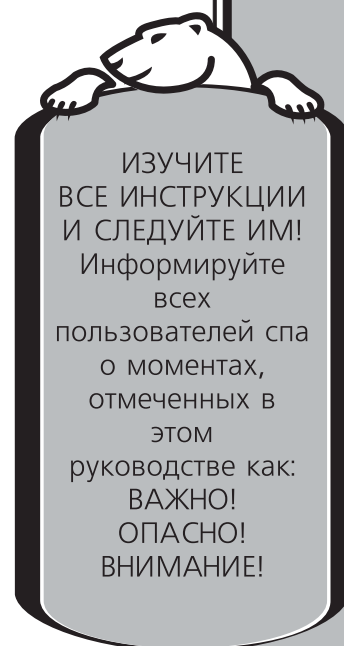 ИЗУЧИТЕ
ВСЕ ИНСТРУКЦИИ
И СЛЕДУЙТЕ ИМ!
Информируйте
всех
пользователей спа
о моментах,
отмеченных в
этом
руководстве как:
ВАЖНО!
ОПАСНО!
ВНИМАНИЕ!